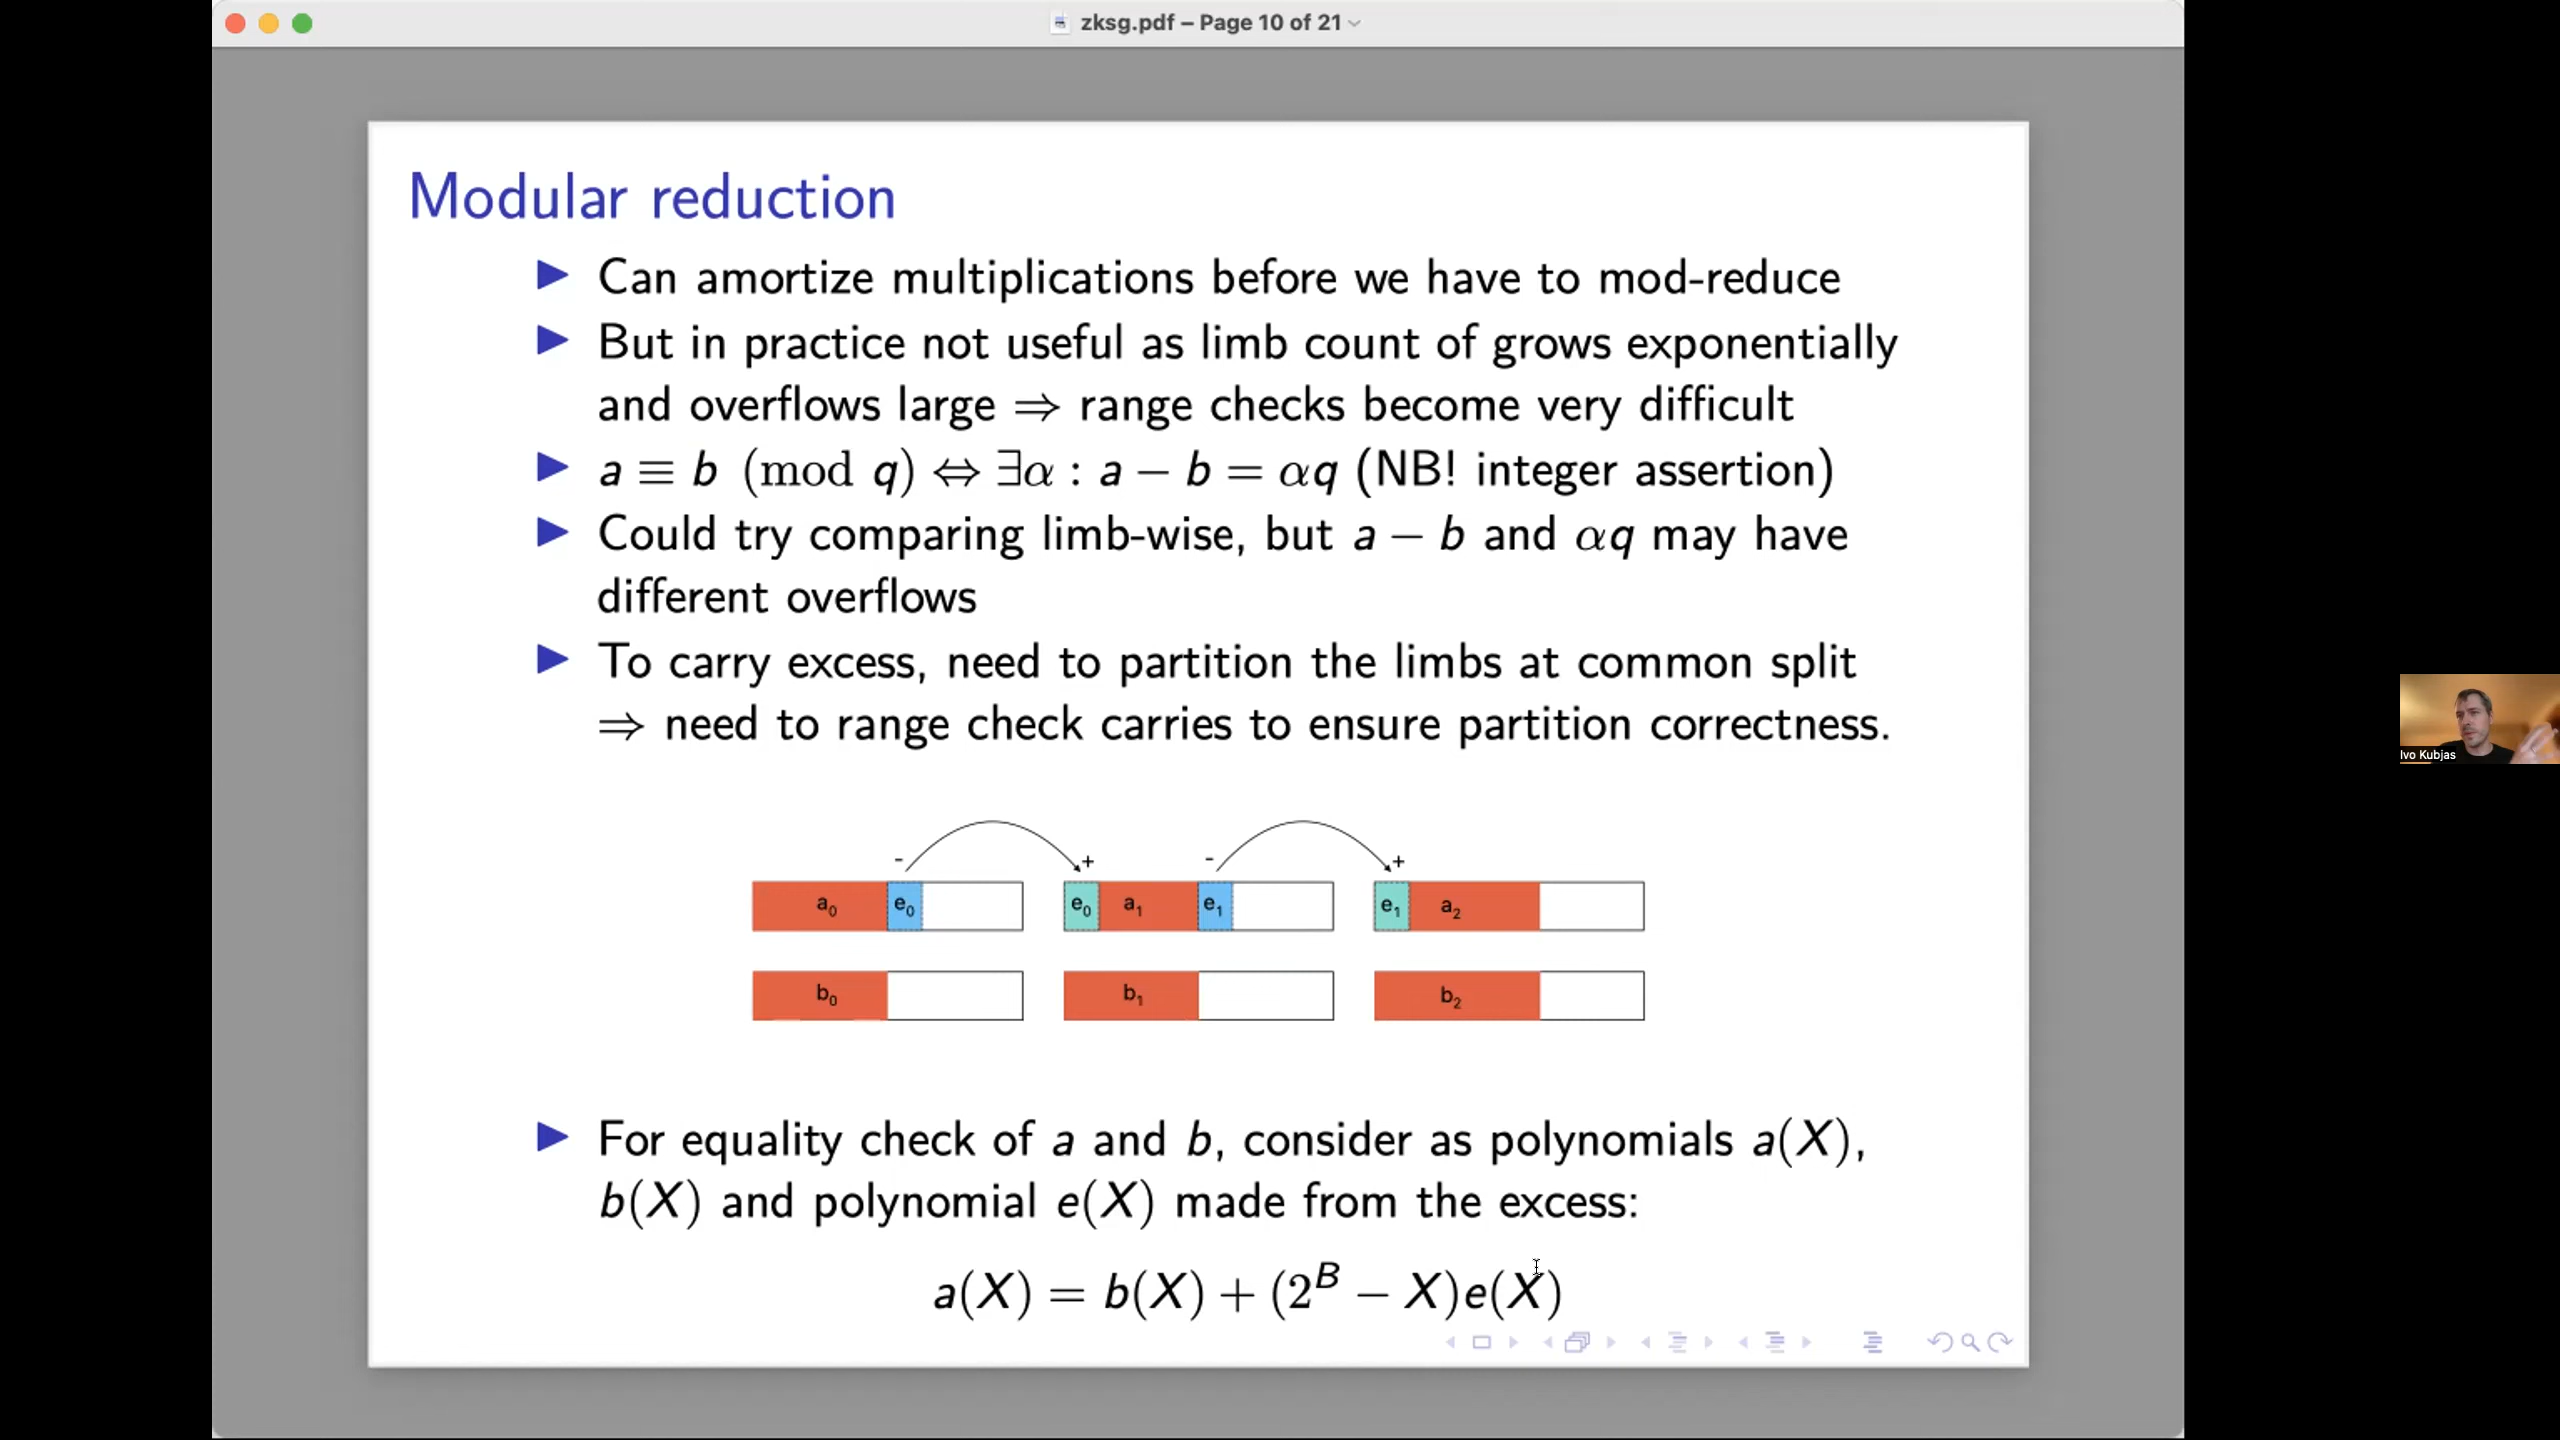 zksg.pdf – Page 10 of 21
Modular reduction
▶ Can amortize multiplications before we have to mod-reduce
▶ But in practice not useful as limb count of grows exponentially
and overflows large ⇒ range checks become very difficult
▶ a ≡ b (mod q) ⇔ ∃α : a − b = αq (NB! integer assertion)
▶ Could try comparing limb-wise, but a − b and αq may have
different overflows
▶ To carry excess, need to partition the limbs at common split
⇒ need to range check carries to ensure partition correctness.
- + - +
a₀ e₀ e₀ a₁ e₁ e₁ a₂
b₀ b₁ b₂
▶ For equality check of a and b, consider as polynomials a(X),
b(X) and polynomial e(X) made from the excess:
a(X) = b(X) + (2^B − X)e(X)
Ivo Kubjas